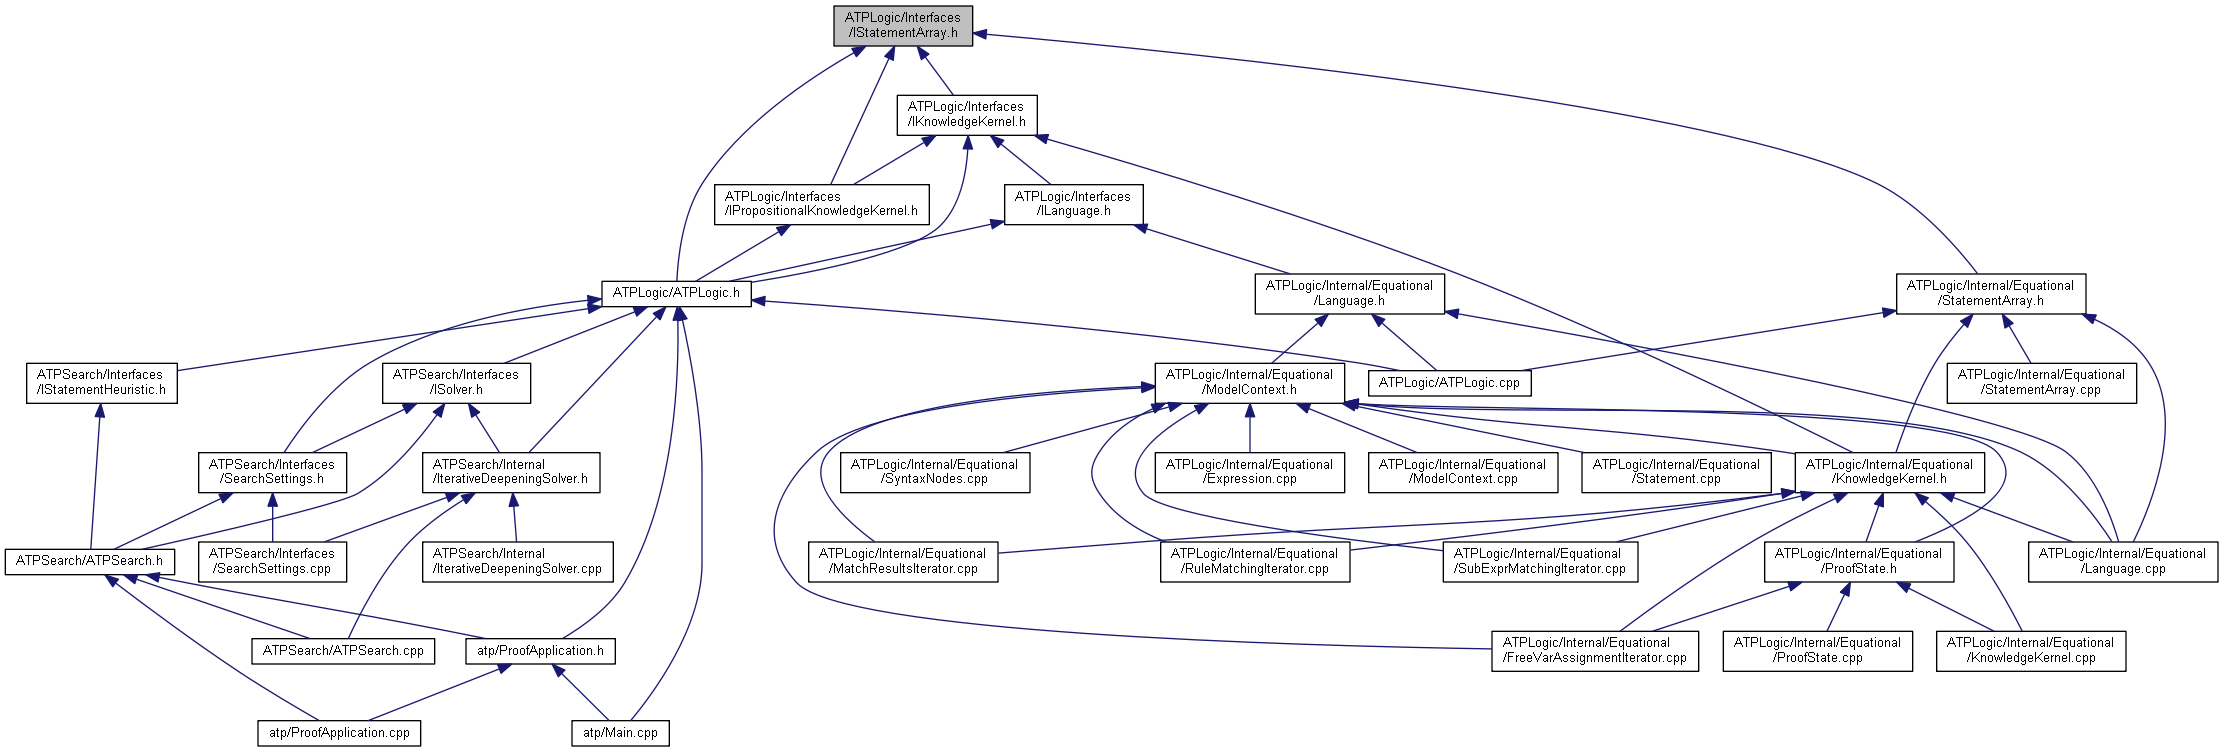 ATPLogic/Interfaces
/IStatementArray.h
ATPLogic/Interfaces
/IKnowledgeKernel.h
ATPLogic/Interfaces
/IPropositionalKnowledgeKernel.h
ATPLogic/Interfaces
/ILanguage.h
ATPLogic/ATPLogic.h
ATPLogic/Internal/Equational
/Language.h
ATPLogic/Internal/Equational
/StatementArray.h
ATPSearch/Interfaces
/IStatementHeuristic.h
ATPSearch/Interfaces
/ISolver.h
ATPLogic/Internal/Equational
/ModelContext.h
ATPLogic/ATPLogic.cpp
ATPLogic/Internal/Equational
/StatementArray.cpp
ATPSearch/Interfaces
/SearchSettings.h
ATPSearch/Internal
/IterativeDeepeningSolver.h
ATPLogic/Internal/Equational
/SyntaxNodes.cpp
ATPLogic/Internal/Equational
/Expression.cpp
ATPLogic/Internal/Equational
/ModelContext.cpp
ATPLogic/Internal/Equational
/Statement.cpp
ATPLogic/Internal/Equational
/KnowledgeKernel.h
ATPSearch/ATPSearch.h
ATPSearch/Interfaces
/SearchSettings.cpp
ATPSearch/Internal
/IterativeDeepeningSolver.cpp
ATPLogic/Internal/Equational
/MatchResultsIterator.cpp
ATPLogic/Internal/Equational
/RuleMatchingIterator.cpp
ATPLogic/Internal/Equational
/SubExprMatchingIterator.cpp
ATPLogic/Internal/Equational
/ProofState.h
ATPLogic/Internal/Equational
/Language.cpp
ATPSearch/ATPSearch.cpp
atp/ProofApplication.h
ATPLogic/Internal/Equational
/FreeVarAssignmentIterator.cpp
ATPLogic/Internal/Equational
/ProofState.cpp
ATPLogic/Internal/Equational
/KnowledgeKernel.cpp
atp/ProofApplication.cpp
atp/Main.cpp